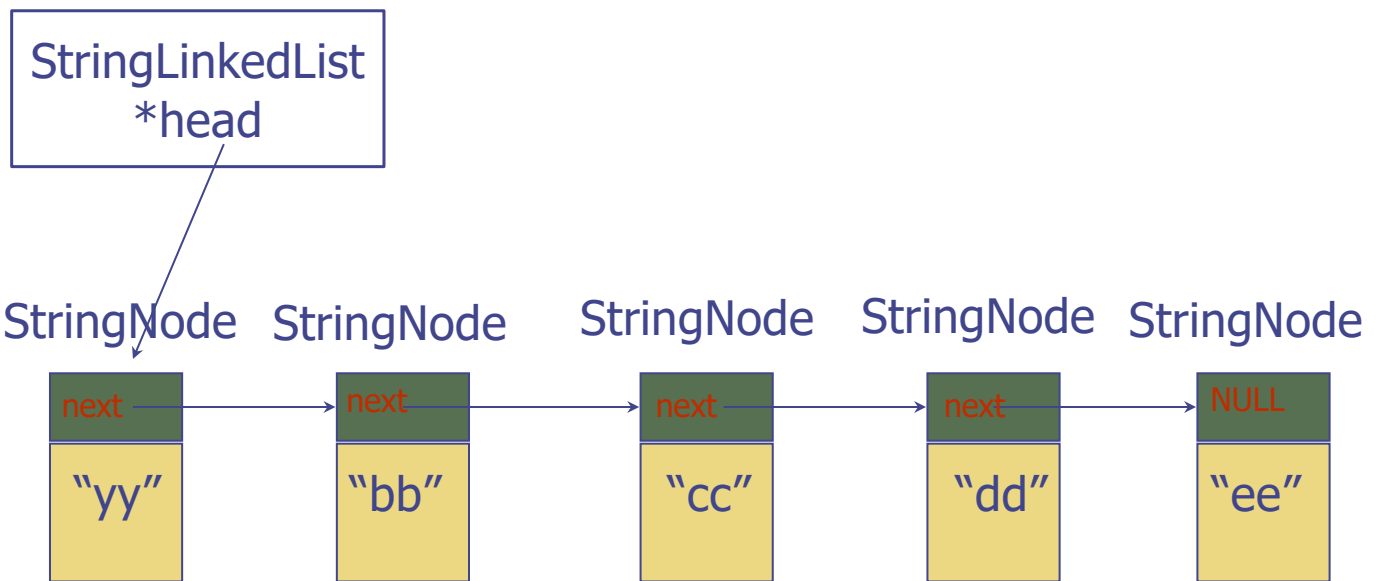 StringLinkedList
*head
StringNode StringNode StringNode StringNode StringNode
next next next next NULL
“yy” “bb” “cc” “dd” “ee”